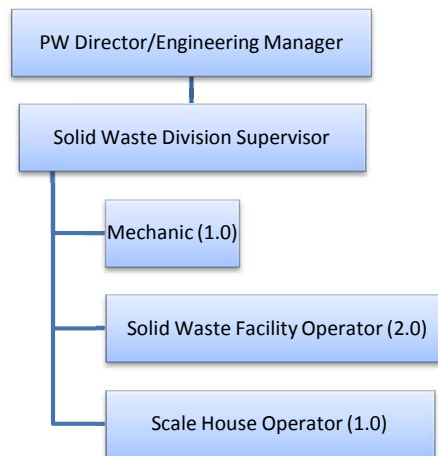 PW Director/Engineering Manager
Solid Waste Division Supervisor
Mechanic (1.0)
Solid Waste Facility Operator (2.0)
Scale House Operator (1.0)